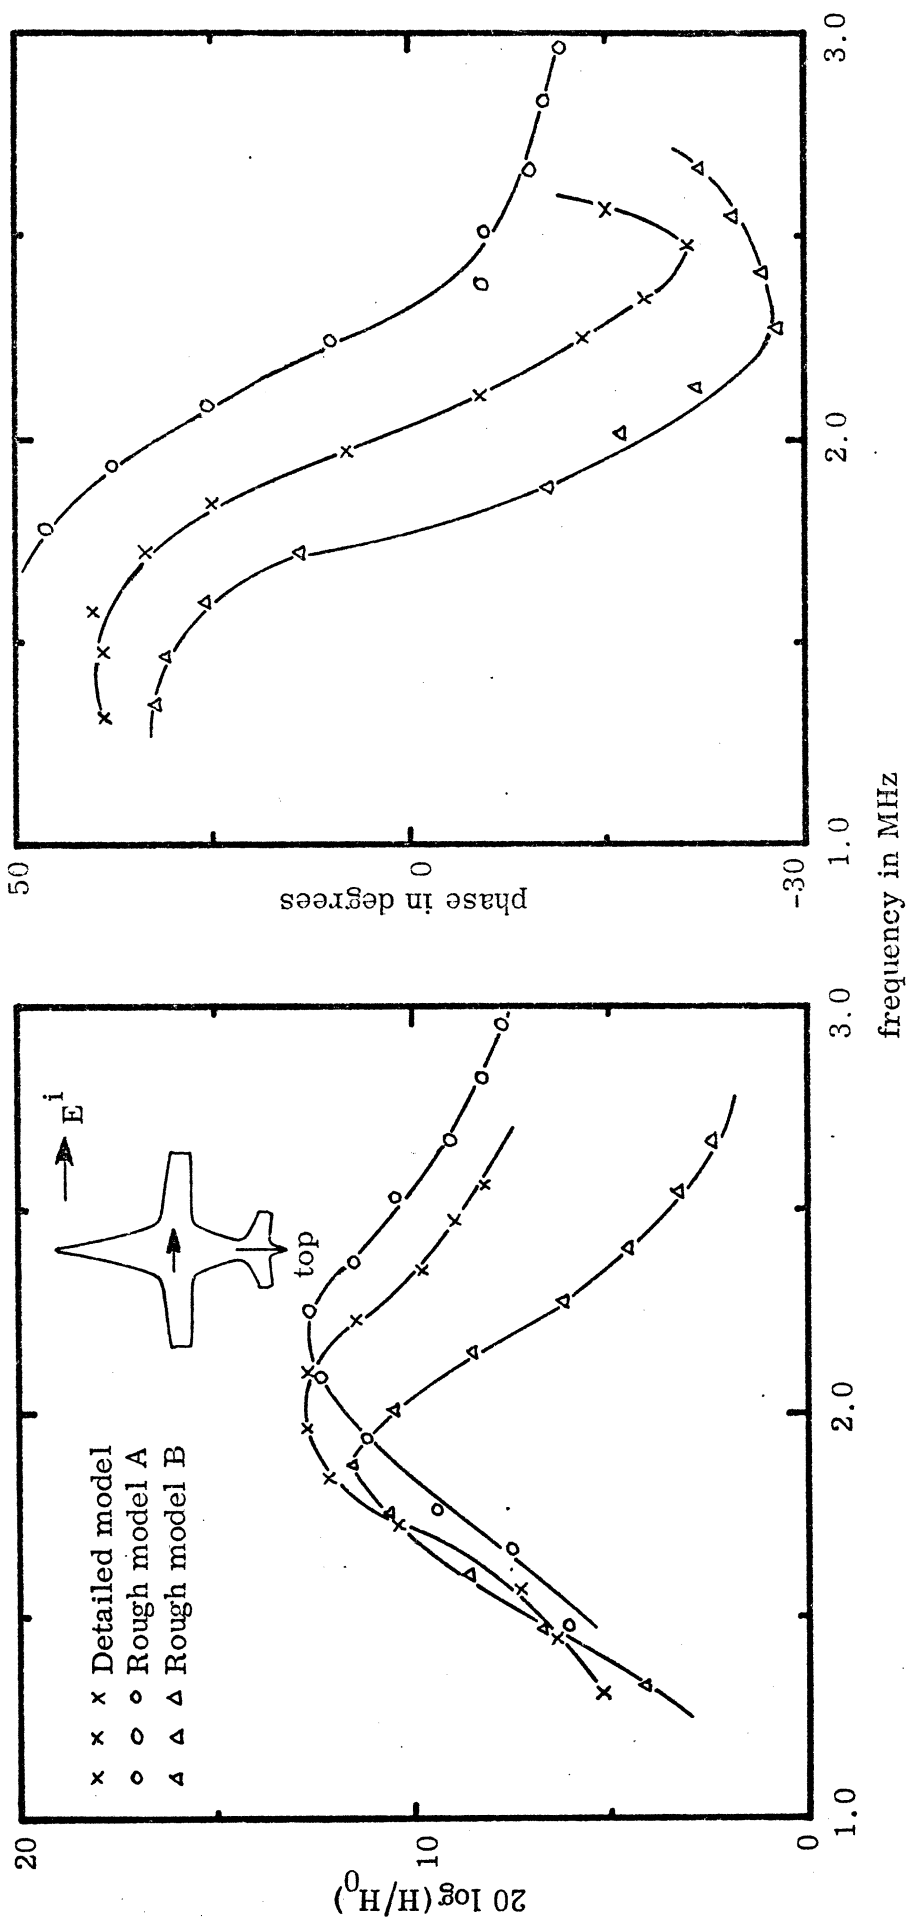 20
10
0
20 log (H/H₀)
x x x Detailed model
o o o Rough model A
Δ Δ Δ Rough model B
Eⁱ
top
1.0
2.0
3.0
50
0
-30
phase in degrees
1.0
2.0
3.0
frequency in MHz